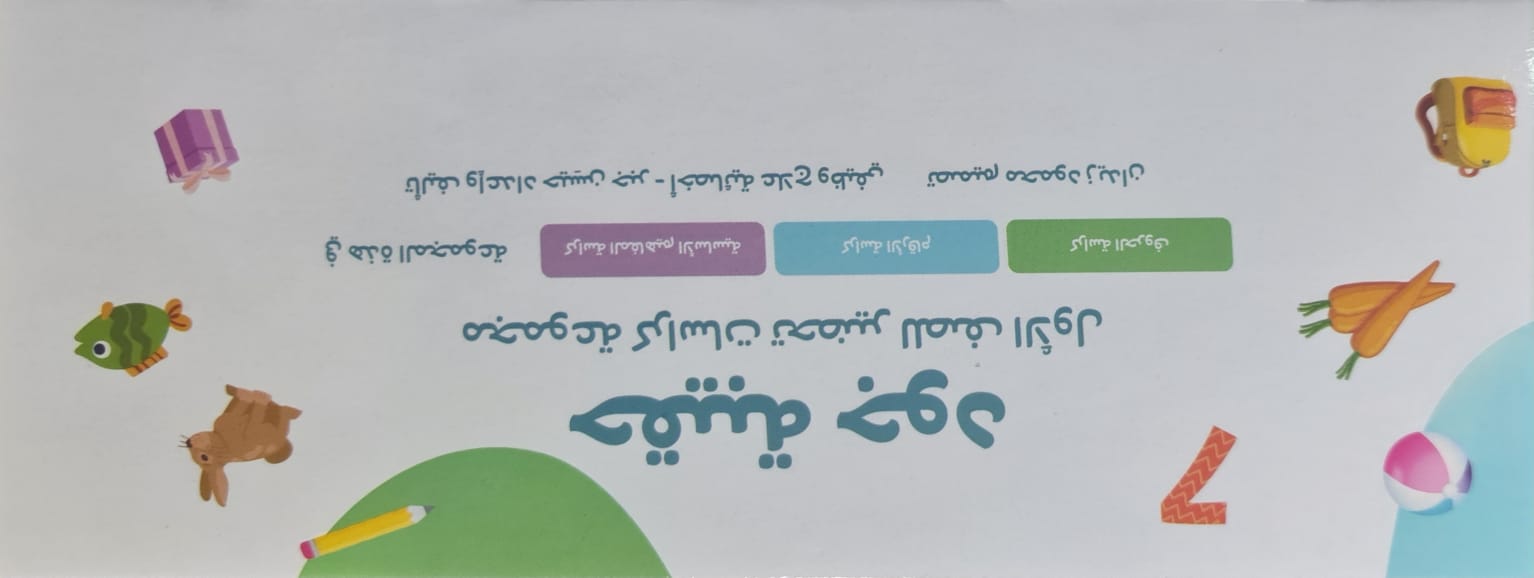 حقيبة جود
مجموعة كراسات تحضير للصف الأول
في هذة المجموعة
كراسة المفاهيم الأساسية
كراسة الأرقام
كراسة الحروف
تأليف وإعداد حيسن جبر - أخصائية علاج وظيفي
تصميم محمود زيدان
7